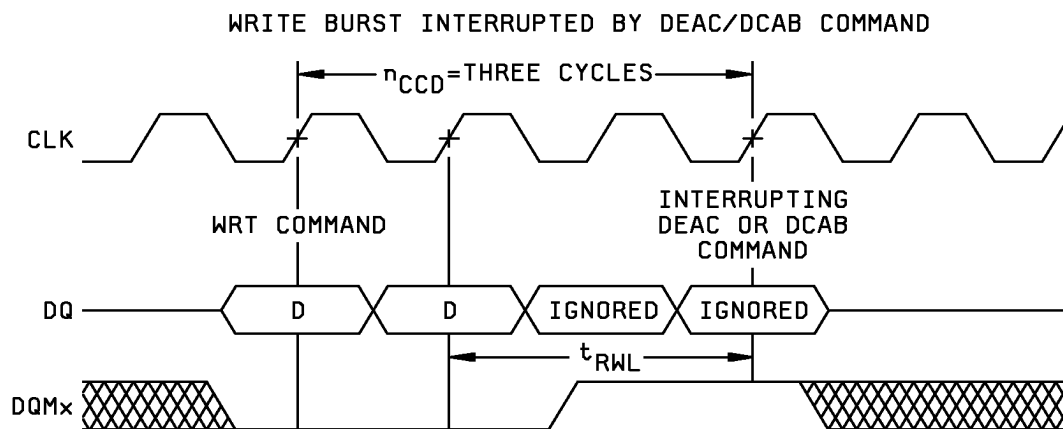 WRITE BURST INTERRUPTED BY DEAC/DCAB COMMAND
nCCD=THREE CYCLES
CLK
WRT COMMAND
INTERRUPTING
DEAC OR DCAB
COMMAND
DQ
D
D
IGNORED
IGNORED
tRWL
DQMx